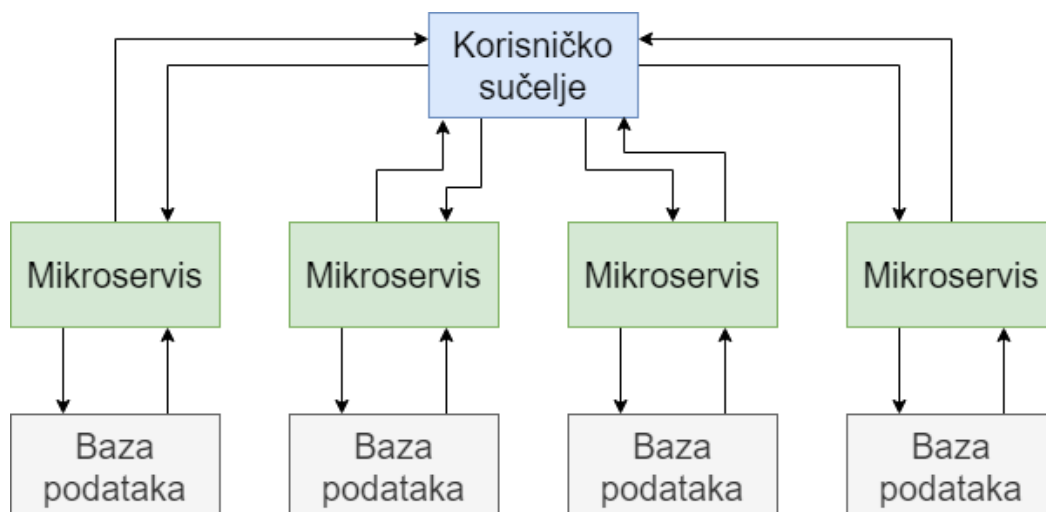 Korisničko
sučelje
Mikroservis
Mikroservis
Mikroservis
Mikroservis
Baza
podataka
Baza
podataka
Baza
podataka
Baza
podataka